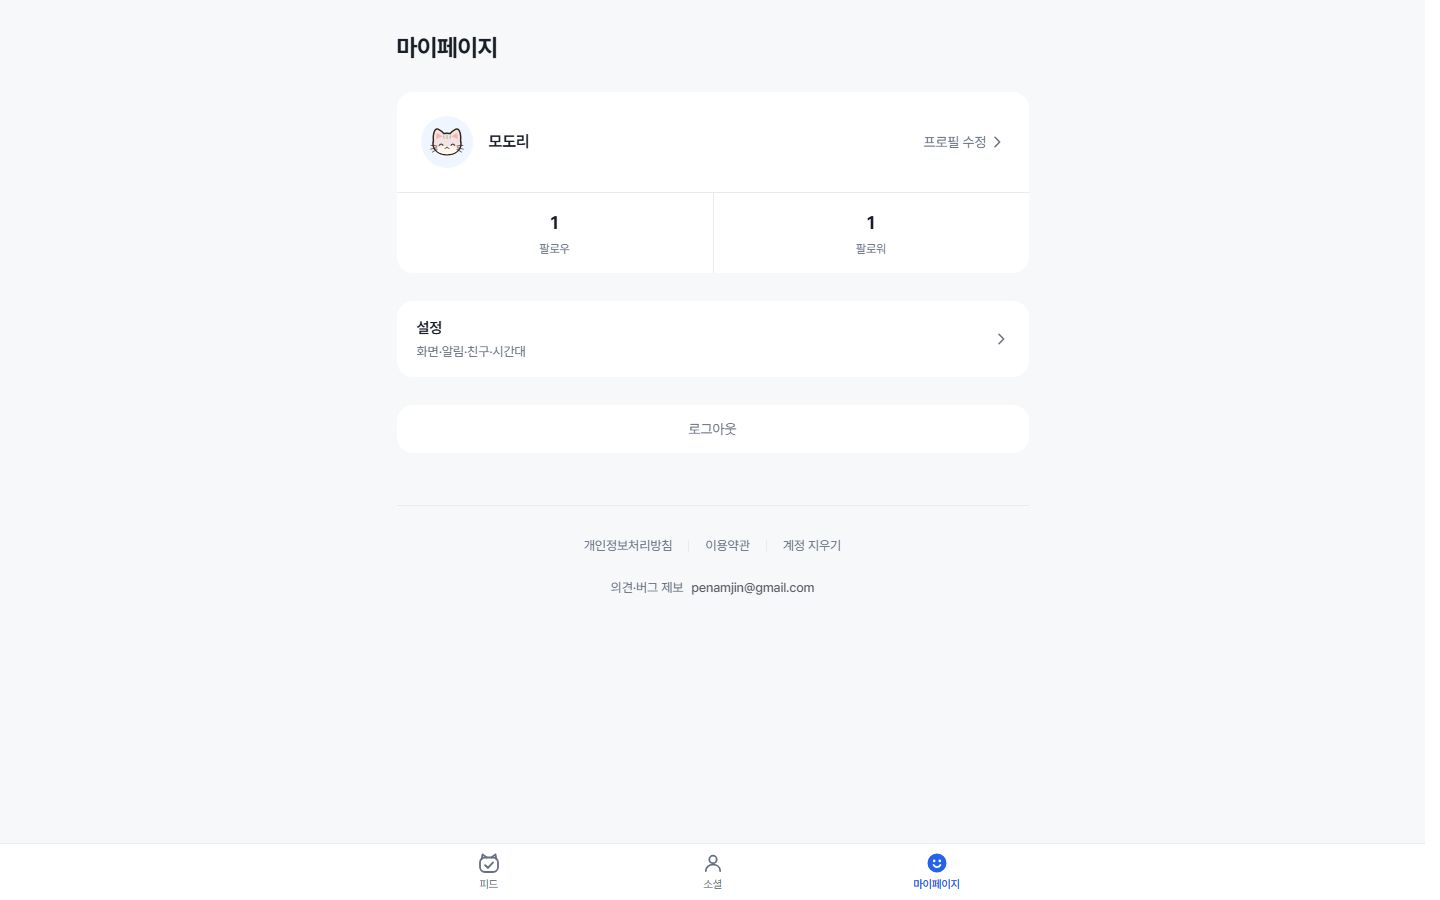 마이페이지
모도리
프로필 수정
1
팔로우
1
팔로워
설정
화면·알림·친구·시간대
로그아웃
개인정보처리방침 이용약관 계정 지우기
의견·버그 제보 penamjin@gmail.com
피드
소셜
마이페이지